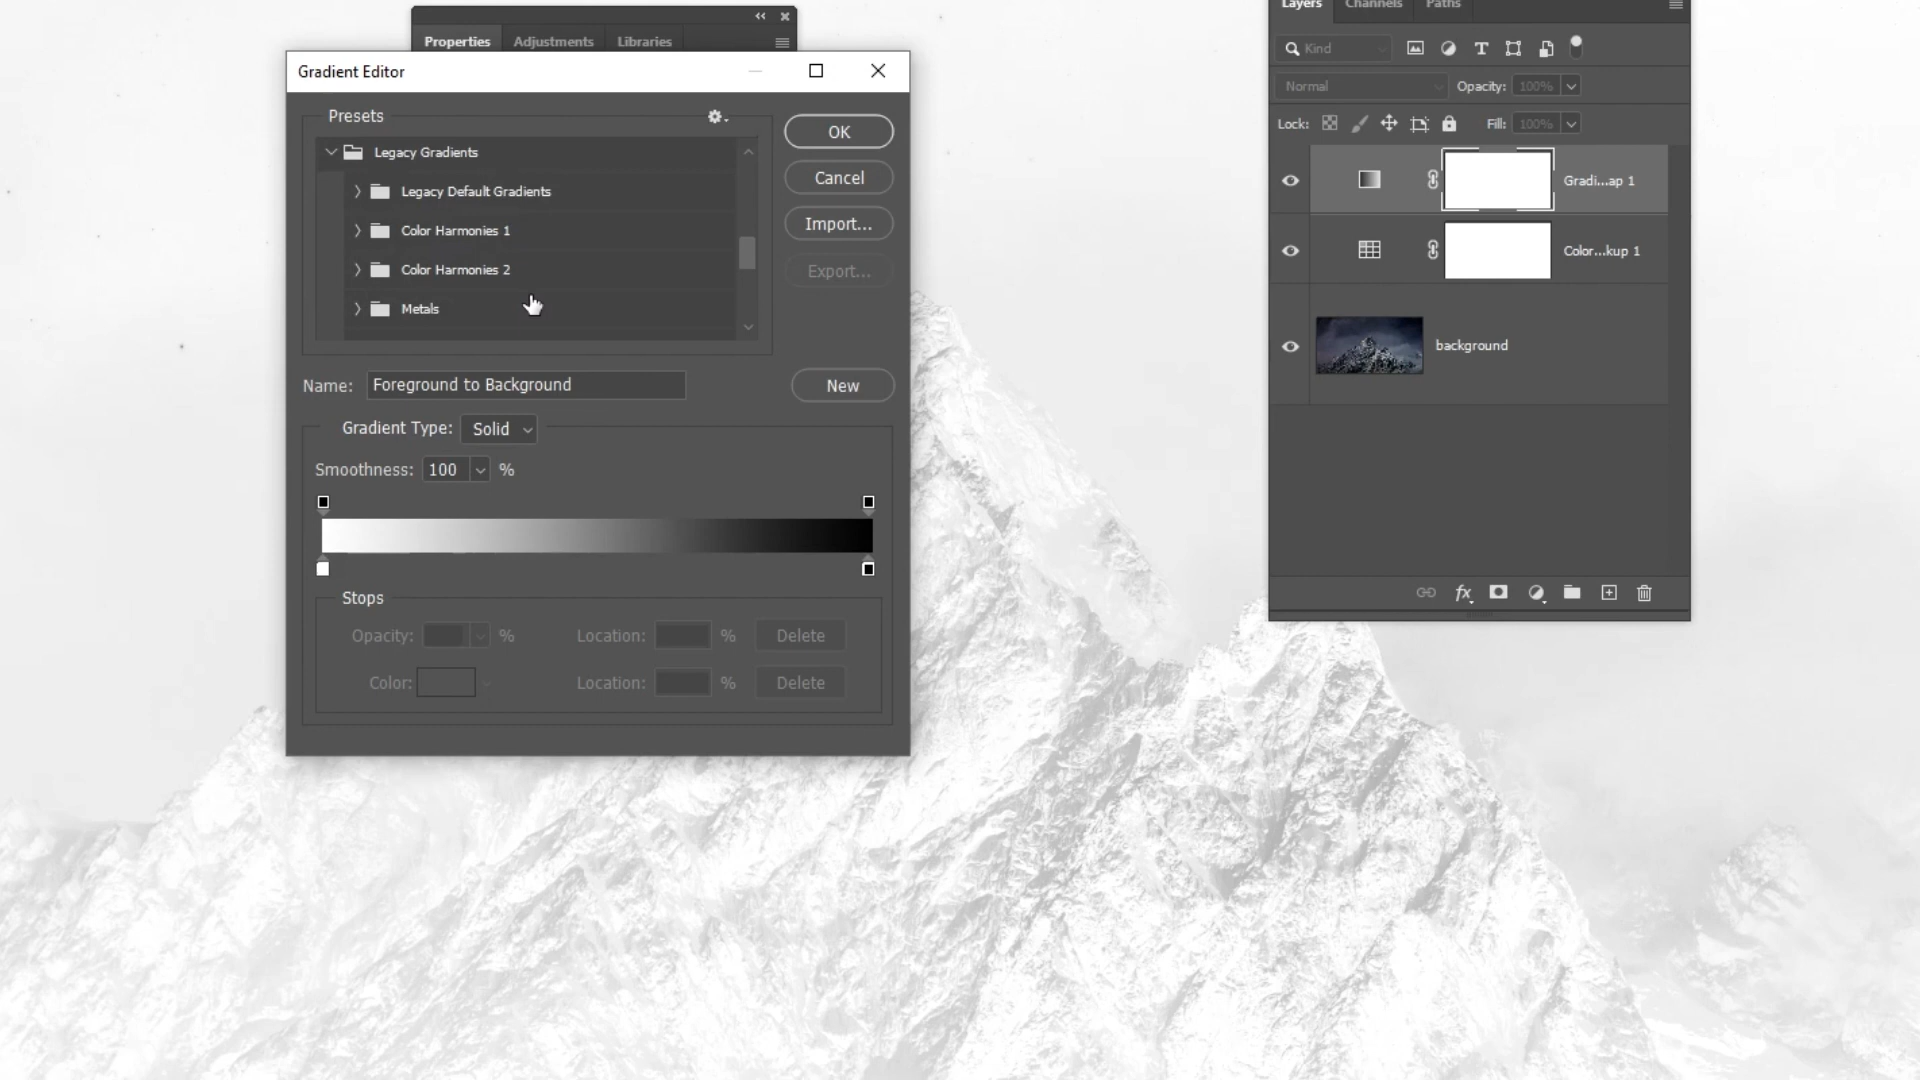 Properties Adjustments Libraries
Gradient Editor
Presets
Legacy Gradients
Legacy Default Gradients
Color Harmonies 1
Color Harmonies 2
Metals
OK
Cancel
Import...
Export...
Name: Foreground to Background
New
Gradient Type: Solid
Smoothness: 100 %
Stops
Opacity: % Location: % Delete
Color: Location: % Delete
Layers Channels Paths
Kind
Normal Opacity: 100%
Lock: Fill: 100%
Gradi...ap 1
Color...kup 1
background
fx